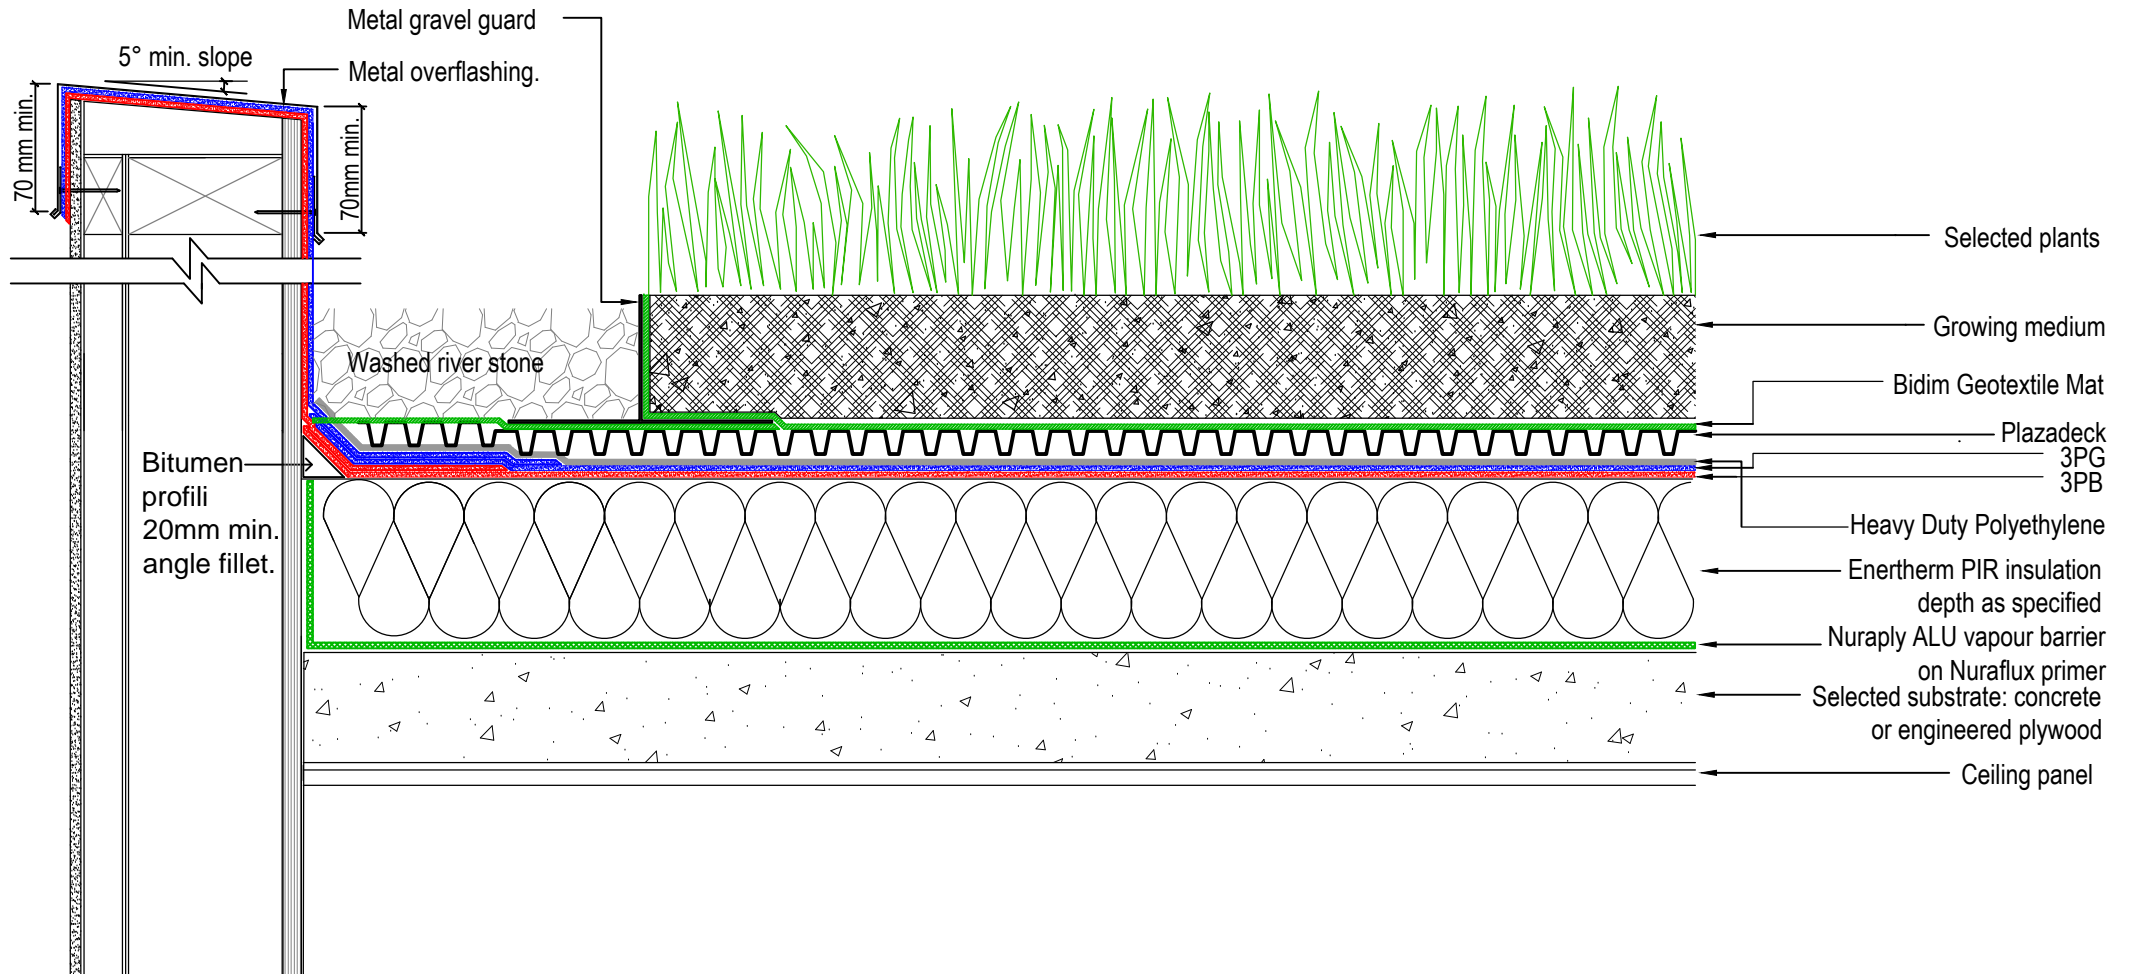 Metal gravel guard
5° min. slope
Metal overflashing.
70 mm min.
70mm min.
Washed river stone
Bitumen
profili
20mm min.
angle fillet.
Selected plants
Growing medium
Bidim Geotextile Mat
Plazadeck
3PG
3PB
Heavy Duty Polyethylene
Enertherm PIR insulation
depth as specified
Nuraply ALU vapour barrier
on Nuraflux primer
Selected substrate: concrete
or engineered plywood
Ceiling panel